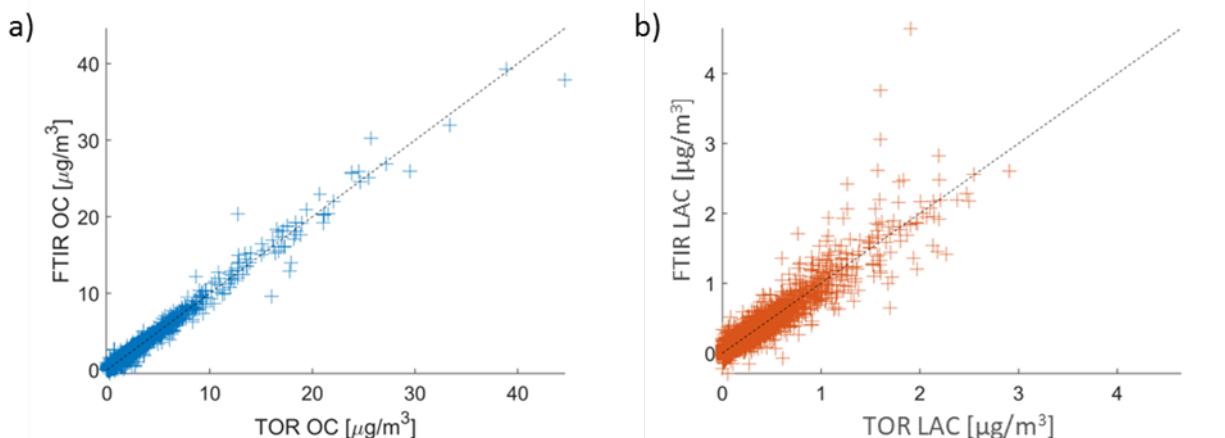 a)
FTIR OC [μg/m³]
40
30
20
10
0
0 10 20 30 40
TOR OC [μg/m³]
b)
FTIR LAC [μg/m³]
4
3
2
1
0
0 1 2 3 4
TOR LAC [μg/m³]